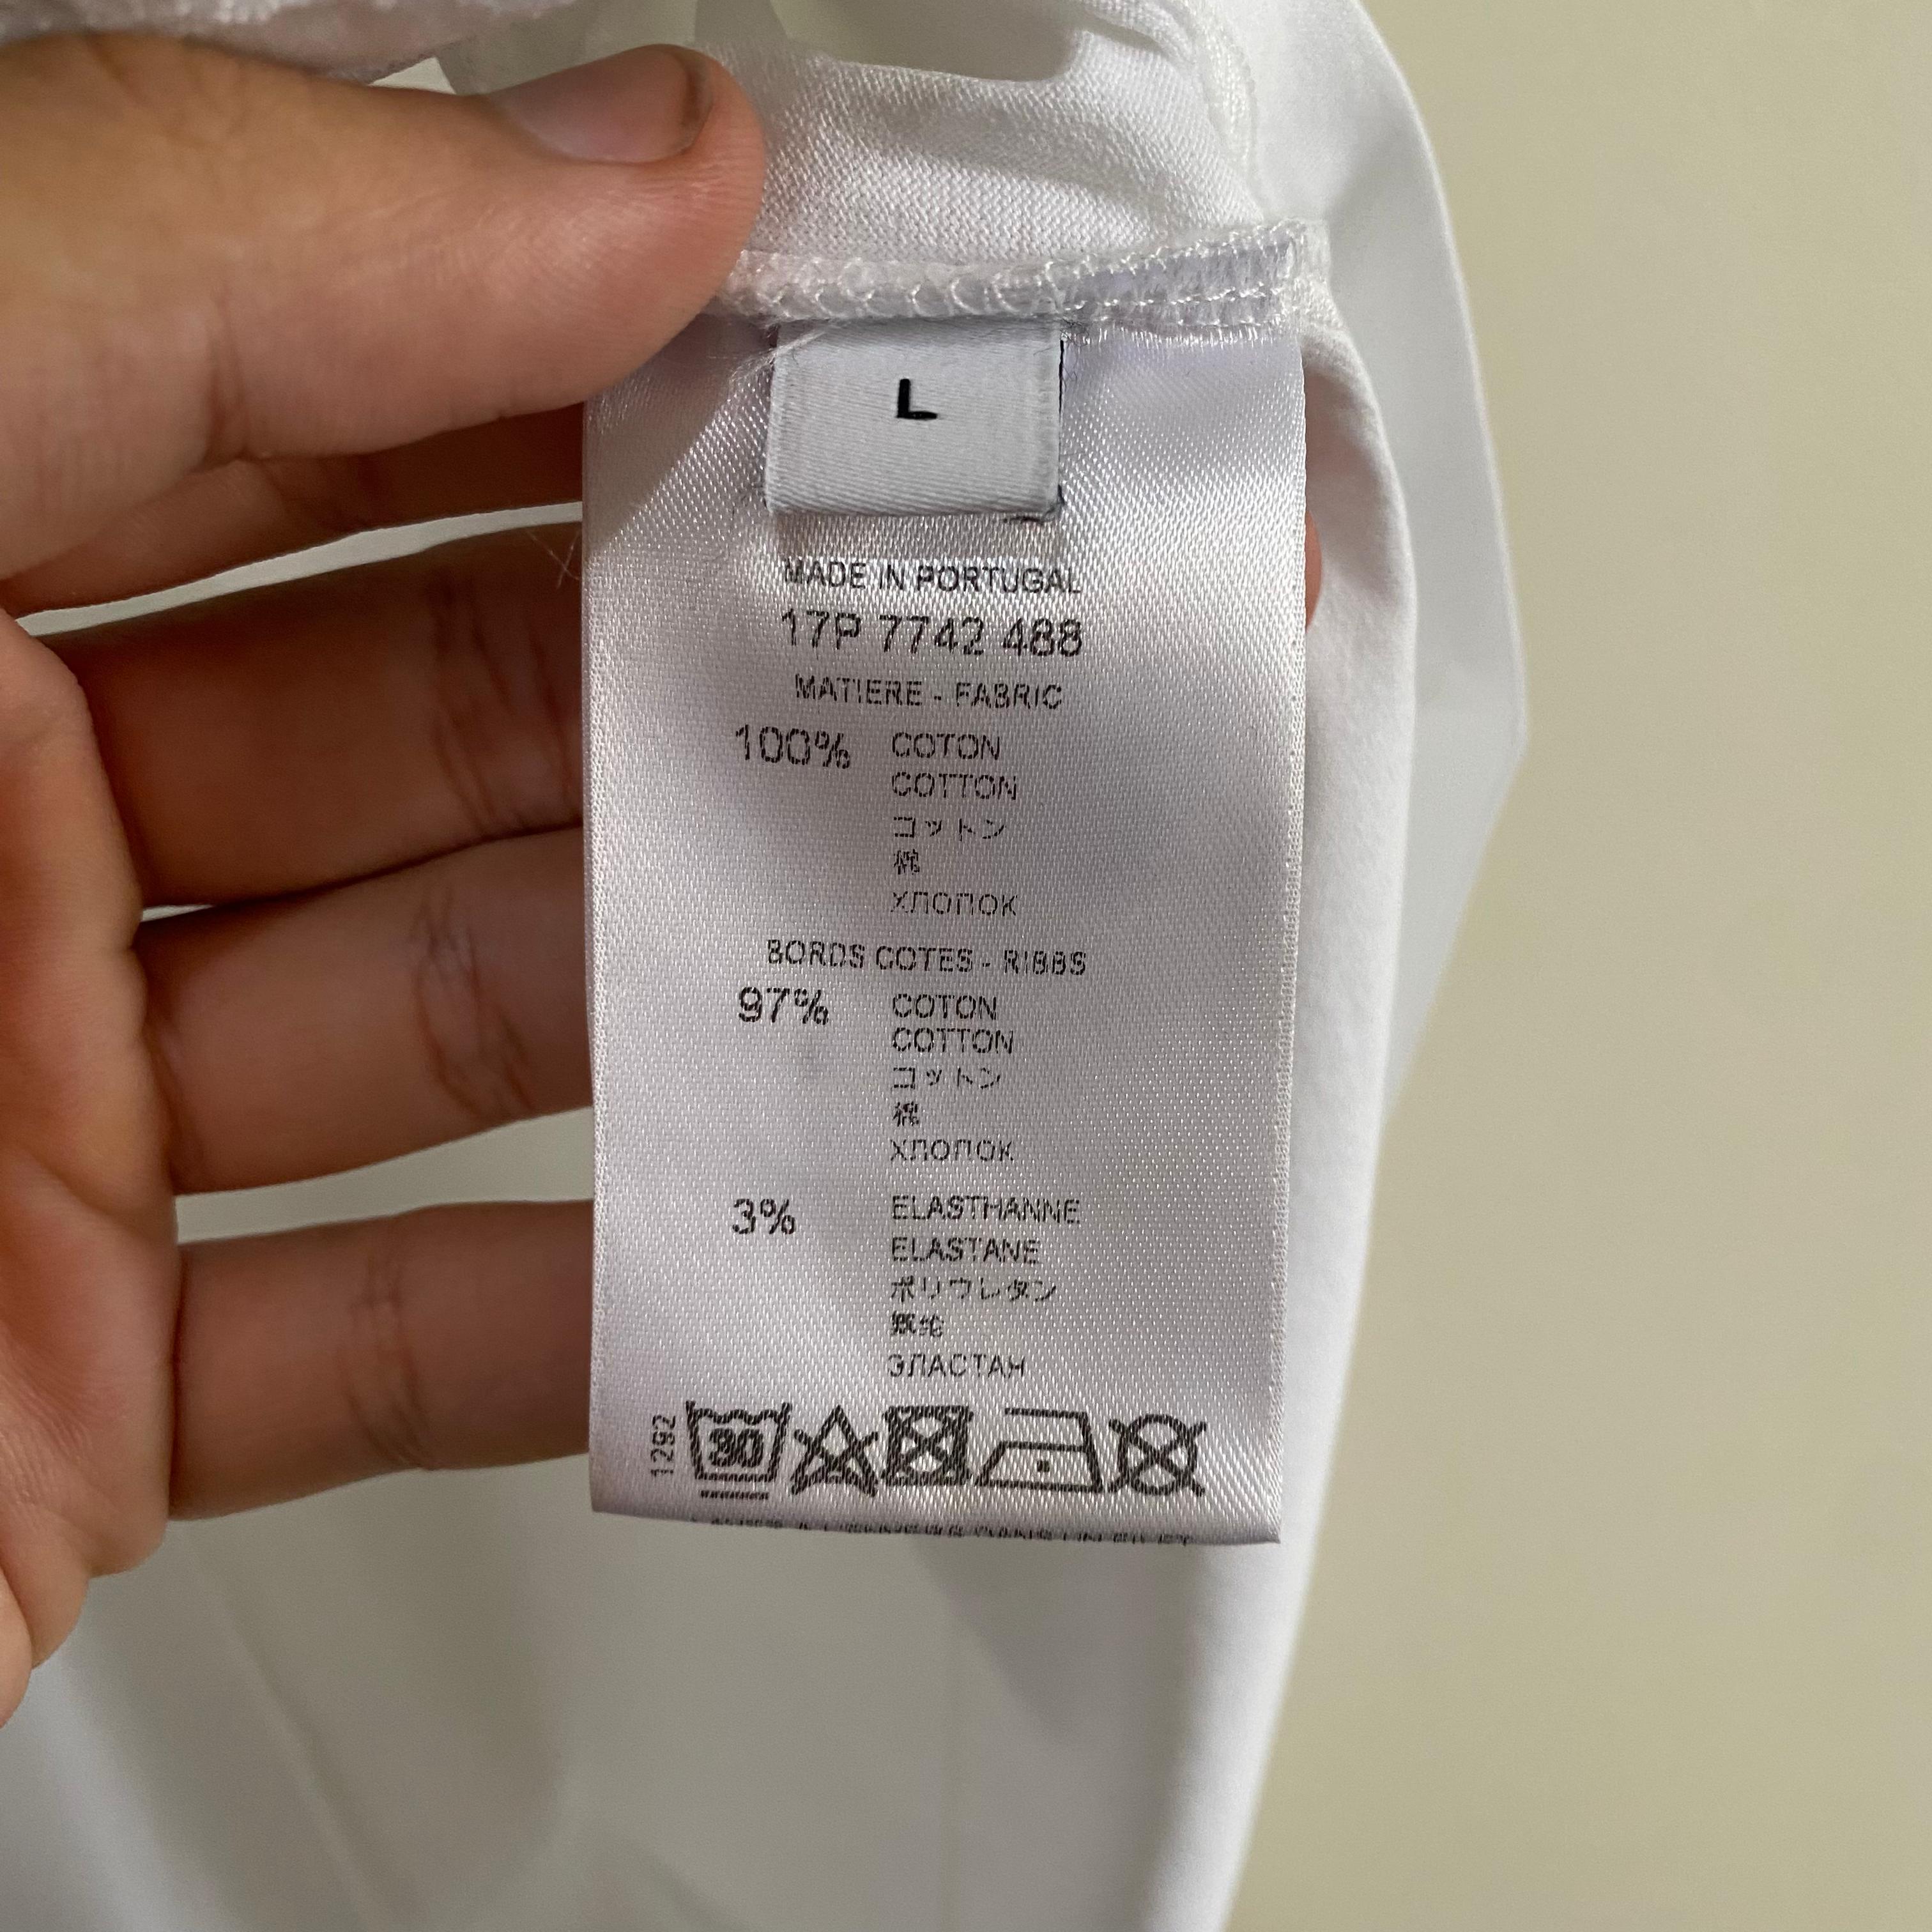 L
MADE IN PORTUGAL
17P 7742 488
MATIERE - FABRIC
100% COTON
COTTON
コットン
棉
ХЛОПОК
BORDS COTES - RIBBS
97% COTON
COTTON
コットン
棉
ХЛОПОК
3% ELASTHANNE
ELASTANE
ポリウレタン
ЭЛАСТАН
1292
30